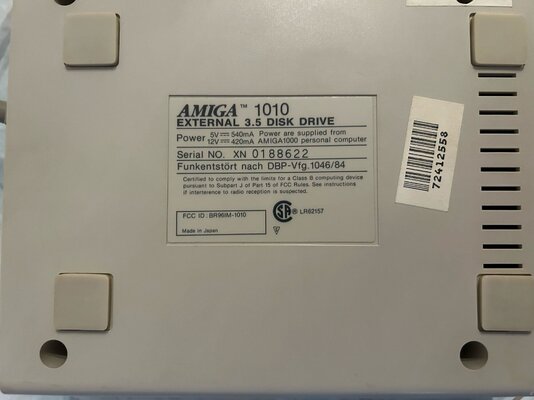 AMIGA™ 1010
EXTERNAL 3.5 DISK DRIVE
Power 5V⎓540mA Power are supplied from
12V⎓420mA AMIGA1000 personal computer
Serial NO. XN 0188622
Funkentstört nach DBP-Vfg.1046/84
Certified to comply with the limits for a Class B computing device
pursuant to Subpart J of Part 15 of FCC Rules. See instructions
if interference to radio reception is suspected.
FCC ID: BR96IM-1010
Made in Japan
LR62157
72412558